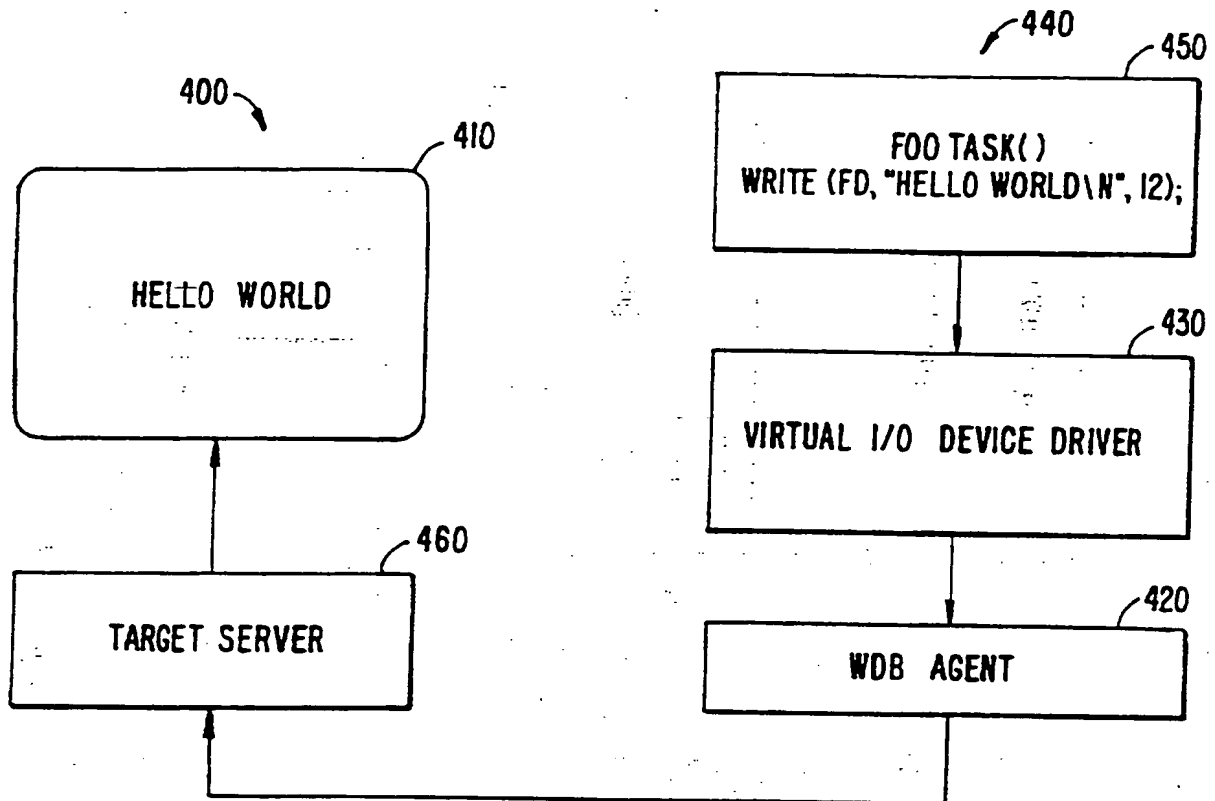 400
410
HELLO WORLD
460
TARGET SERVER
440
450
FOO TASK()
WRITE (FD, "HELLO WORLD\N", 12);
430
VIRTUAL I/O DEVICE DRIVER
420
WDB AGENT